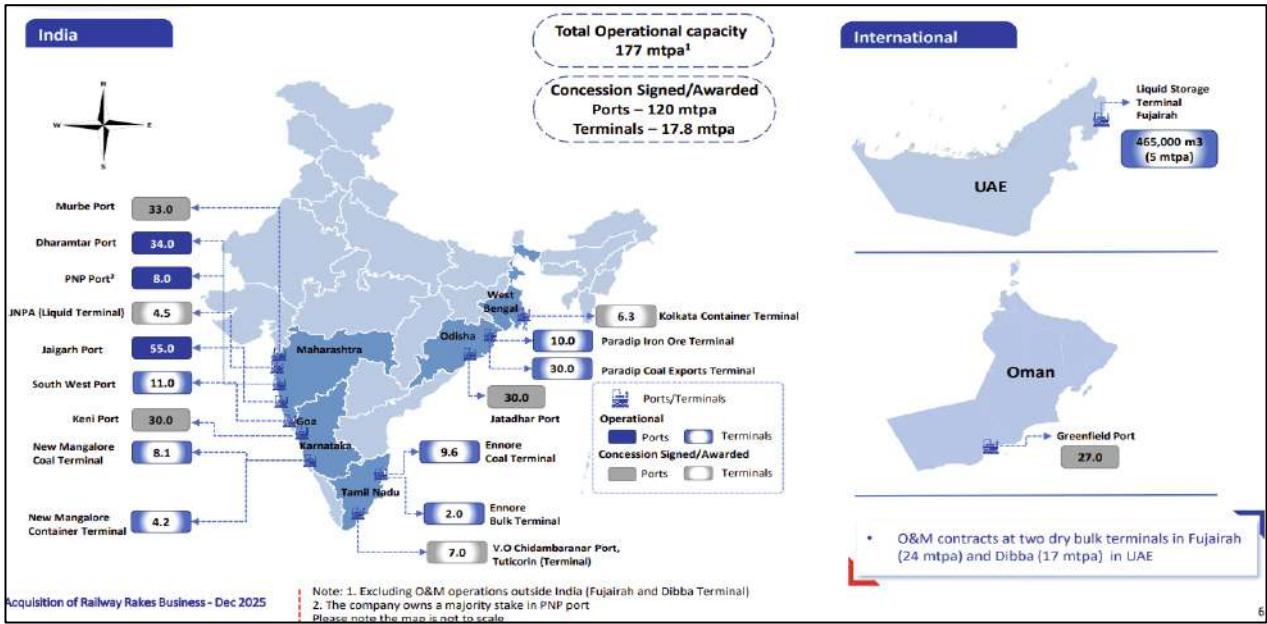 India
Total Operational capacity
177 mtpa¹
Concession Signed/Awarded
Ports – 120 mtpa
Terminals – 17.8 mtpa
N
W
E
S
Murbe Port
33.0
Dharamtar Port
34.0
PNP Port²
8.0
JNPA (Liquid Terminal)
4.5
Jaigarh Port
55.0
South West Port
11.0
Keni Port
30.0
New Mangalore
Coal Terminal
8.1
New Mangalore
Container Terminal
4.2
Maharashtra
Goa
Karnataka
Tamil Nadu
Odisha
West
Bengal
6.3
Kolkata Container Terminal
10.0
Paradip Iron Ore Terminal
30.0
Paradip Coal Exports Terminal
30.0
Jatadhar Port
9.6
Ennore
Coal Terminal
2.0
Ennore
Bulk Terminal
7.0
V.O Chidambaranar Port,
Tuticorin (Terminal)
Ports/Terminals
Operational
Ports
Terminals
Concession Signed/Awarded
Ports
Terminals
International
Liquid Storage
Terminal
Fujairah
465,000 m3
(5 mtpa)
UAE
Oman
Greenfield Port
27.0
• O&M contracts at two dry bulk terminals in Fujairah
(24 mtpa) and Dibba (17 mtpa) in UAE
Acquisition of Railway Rakes Business - Dec 2025
Note: 1. Excluding O&M operations outside India (Fujairah and Dibba Terminal)
2. The company owns a majority stake in PNP port
Please note the map is not to scale
6